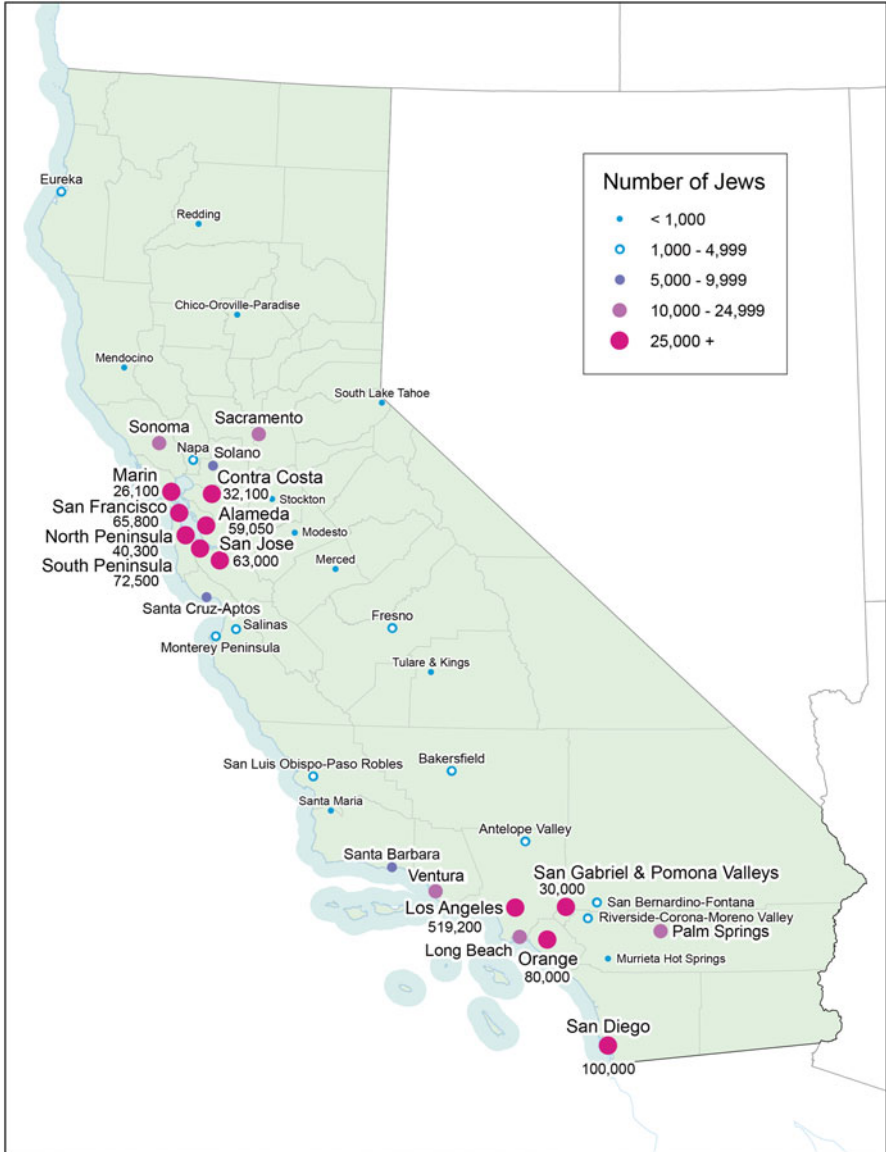 Number of Jews
< 1,000
1,000 - 4,999
5,000 - 9,999
10,000 - 24,999
25,000 +
Eureka
Redding
Chico-Oroville-Paradise
Mendocino
South Lake Tahoe
Sacramento
Sonoma
Napa
Solano
Marin
26,100
Contra Costa
32,100
Stockton
San Francisco
65,800
Alameda
59,050
Modesto
North Peninsula
40,300
San Jose
63,000
Merced
South Peninsula
72,500
Santa Cruz-Aptos
Salinas
Monterey Peninsula
Fresno
Tulare & Kings
San Luis Obispo-Paso Robles
Bakersfield
Santa Maria
Antelope Valley
Santa Barbara
Ventura
San Gabriel & Pomona Valleys
30,000
San Bernardino-Fontana
Los Angeles
519,200
Riverside-Corona-Moreno Valley
Palm Springs
Long Beach
Orange
80,000
Murrieta Hot Springs
San Diego
100,000